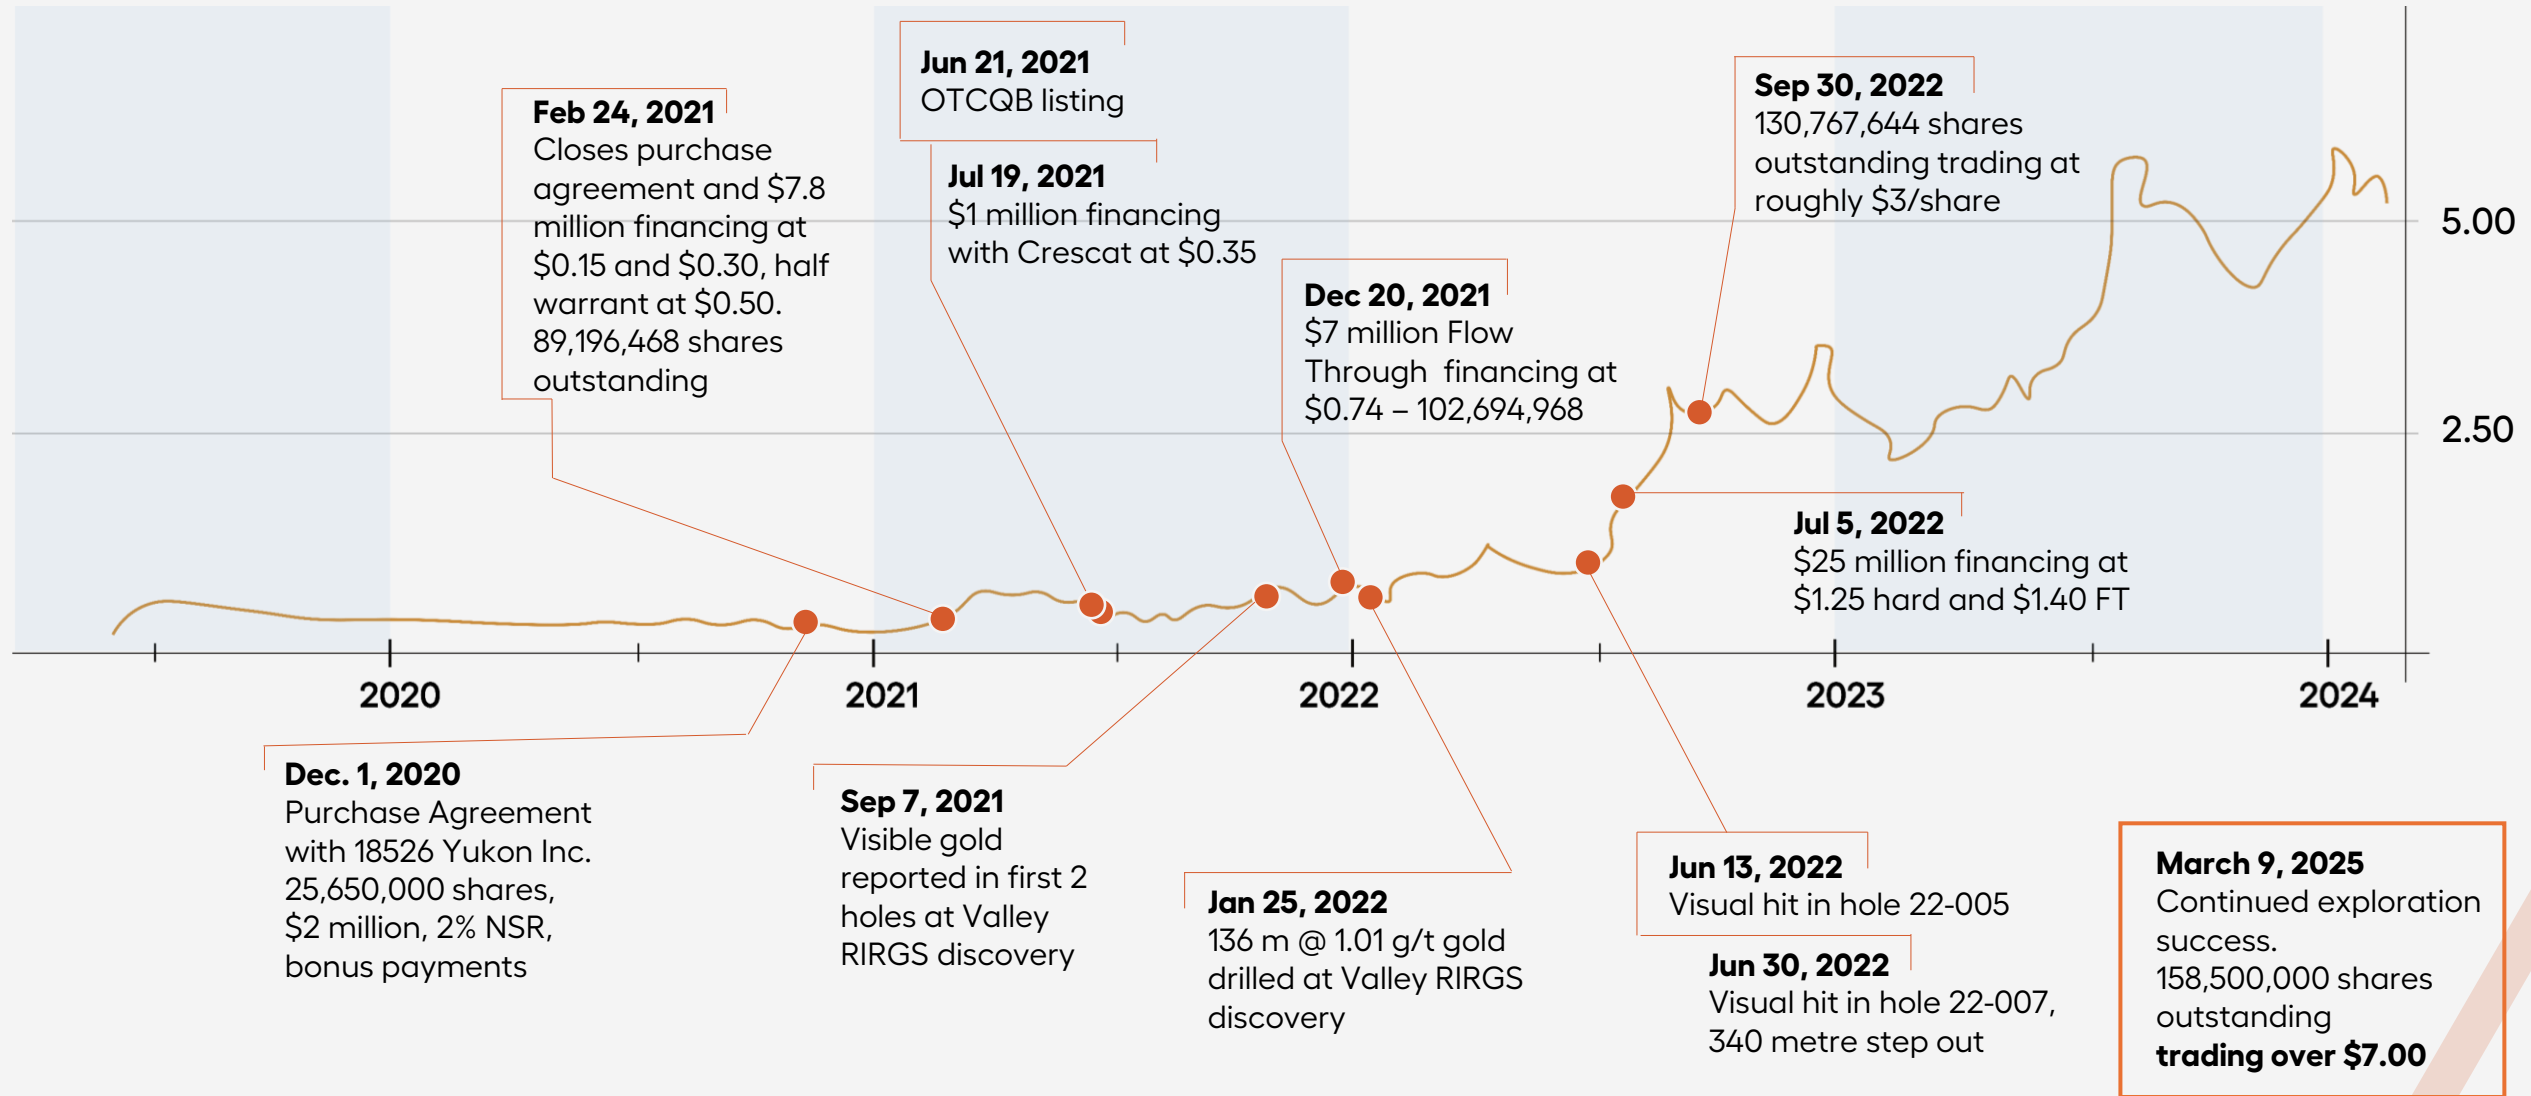 Feb 24, 2021
Closes purchase
agreement and $7.8
million financing at
$0.15 and $0.30, half
warrant at $0.50.
89,196,468 shares
outstanding
Jun 21, 2021
OTCQB listing
Jul 19, 2021
$1 million financing
with Crescat at $0.35
Dec 20, 2021
$7 million Flow
Through  financing at
$0.74 – 102,694,968
Sep 30, 2022
130,767,644 shares
outstanding trading at
roughly $3/share
5.00
2.50
Jul 5, 2022
$25 million financing at
$1.25 hard and $1.40 FT
2020
2021
2022
2023
2024
Dec. 1, 2020
Purchase Agreement
with 18526 Yukon Inc.
25,650,000 shares,
$2 million, 2% NSR,
bonus payments
Sep 7, 2021
Visible gold
reported in first 2
holes at Valley
RIRGS discovery
Jan 25, 2022
136 m @ 1.01 g/t gold
drilled at Valley RIRGS
discovery
Jun 13, 2022
Visual hit in hole 22-005
Jun 30, 2022
Visual hit in hole 22-007,
340 metre step out
March 9, 2025
Continued exploration
success.
158,500,000 shares
outstanding
trading over $7.00